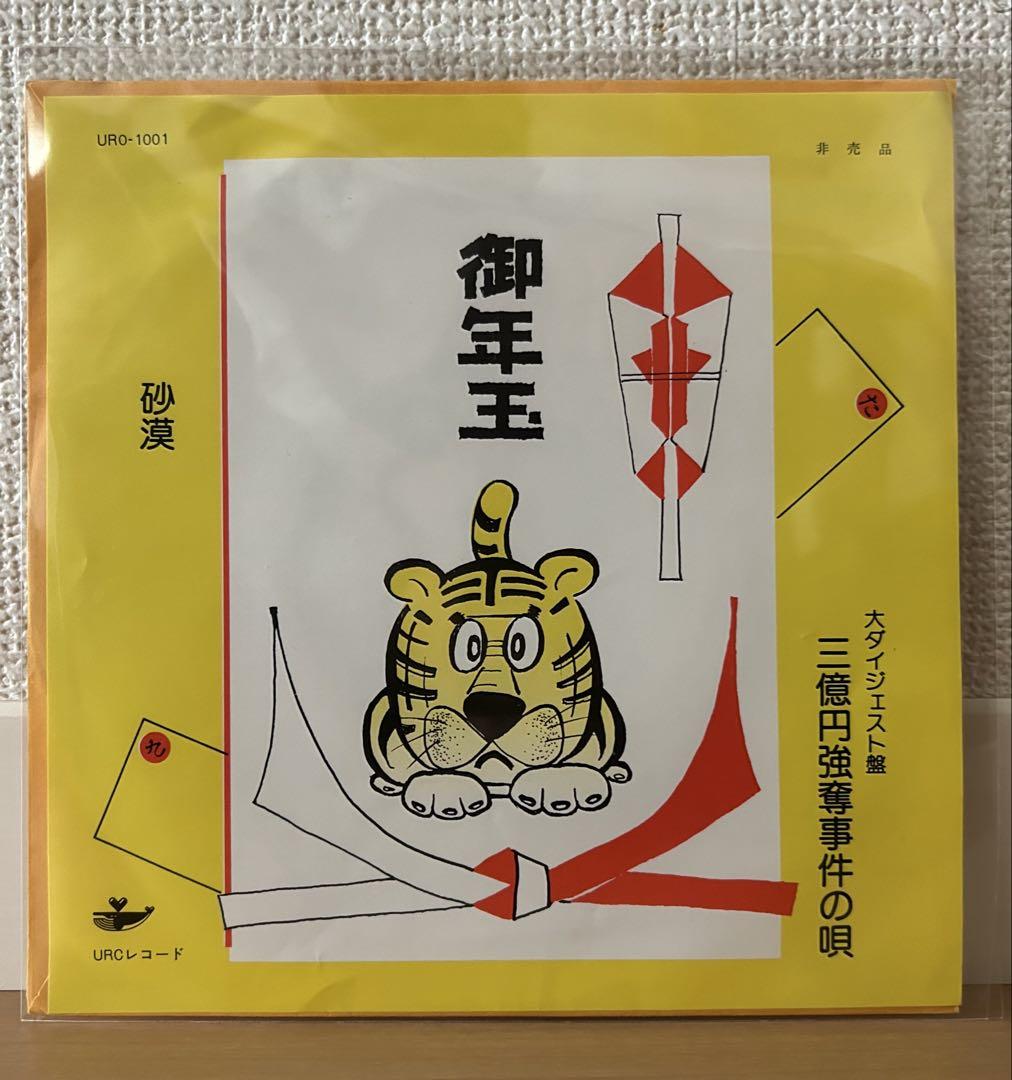 URO-1001
非売品
御年玉
砂漠
大ダイジェスト盤
三億円強奪事件の唄
URCレコード